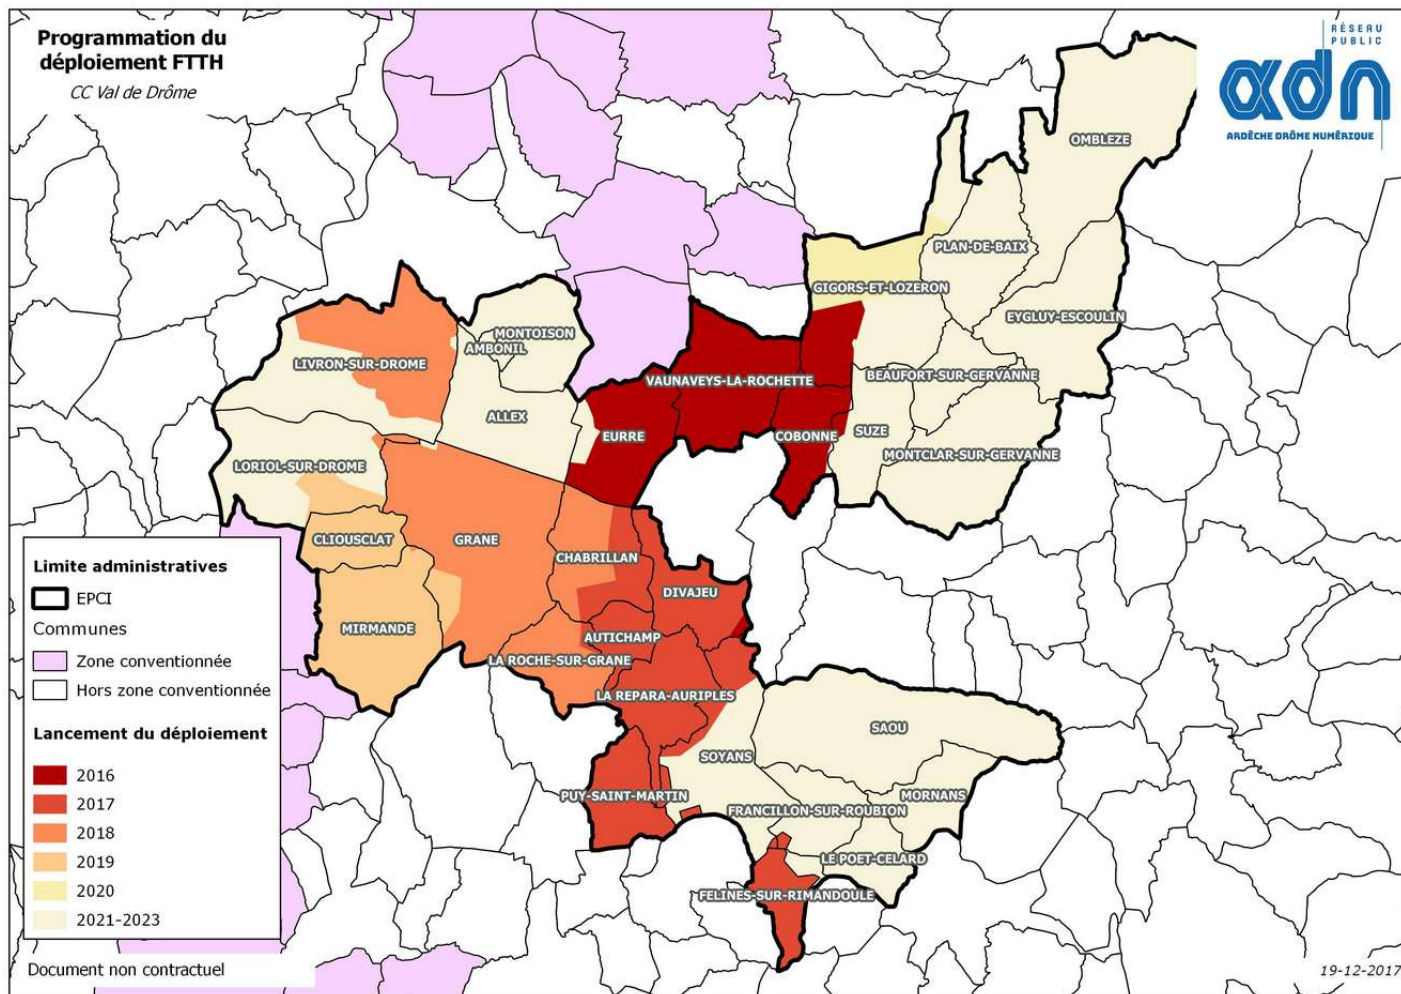 Programmation du
déploiement FTTH
CC Val de Drôme
RÉSEAU
PUBLIC
adn
ARDÈCHE DRÔME NUMÉRIQUE
OMBLEZE
PLAN-DE-BAIX
GIGORS-ET-LOZERON
EYGLUY-ESCOULIN
MONTOISON
AMBONIL
LIVRON-SUR-DROME
VAUNAVEYS-LA-ROCHETTE
BEAUFORT-SUR-GERVANNE
ALLEX
EURRE
COBONNE
SUZE
MONTCLAR-SUR-GERVANNE
LORIOL-SUR-DROME
CLIOUSCLAT
GRANE
CHABRILLAN
DIVAJEU
MIRMANDE
AUTICHAMP
LA ROCHE-SUR-GRANE
LA REPARA-AURIPLES
SAOU
SOYANS
PUY-SAINT-MARTIN
MORNANS
FRANCILLON-SUR-ROUBION
LE POET-CELARD
FELINES-SUR-RIMANDOULE
Limite administratives
EPCI
Communes
Zone conventionnée
Hors zone conventionnée
Lancement du déploiement
2016
2017
2018
2019
2020
2021-2023
Document non contractuel
19-12-2017